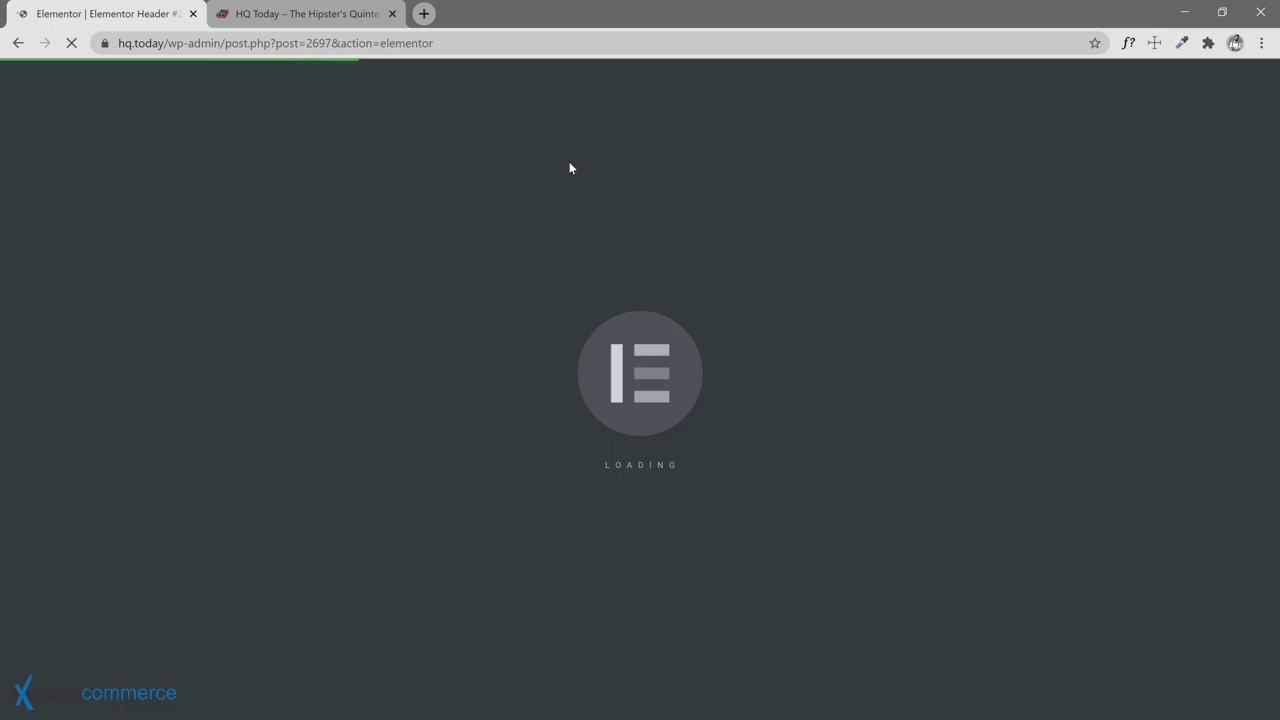 Elementor | Elementor Header #2
HQ Today – The Hipster's Quinte
hq.today/wp-admin/post.php?post=2697&action=elementor
f?
LOADING
commerce